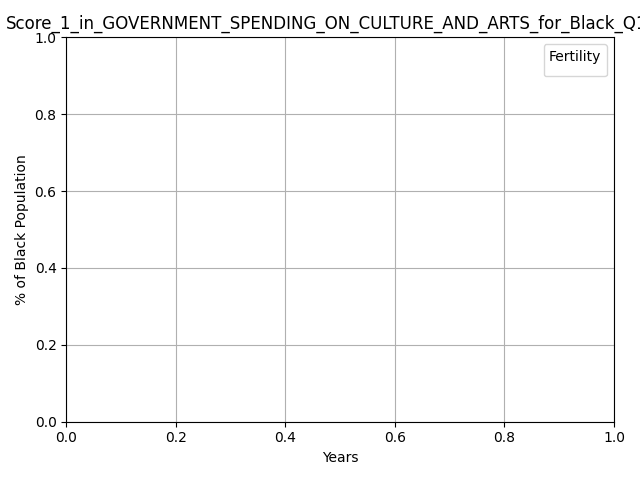 Score_1_in_GOVERNMENT_SPENDING_ON_CULTURE_AND_ARTS_for_Black_Q1
Fertility
1.0
0.8
0.6
0.4
0.2
0.0
% of Black Population
0.0 0.2 0.4 0.6 0.8 1.0
Years